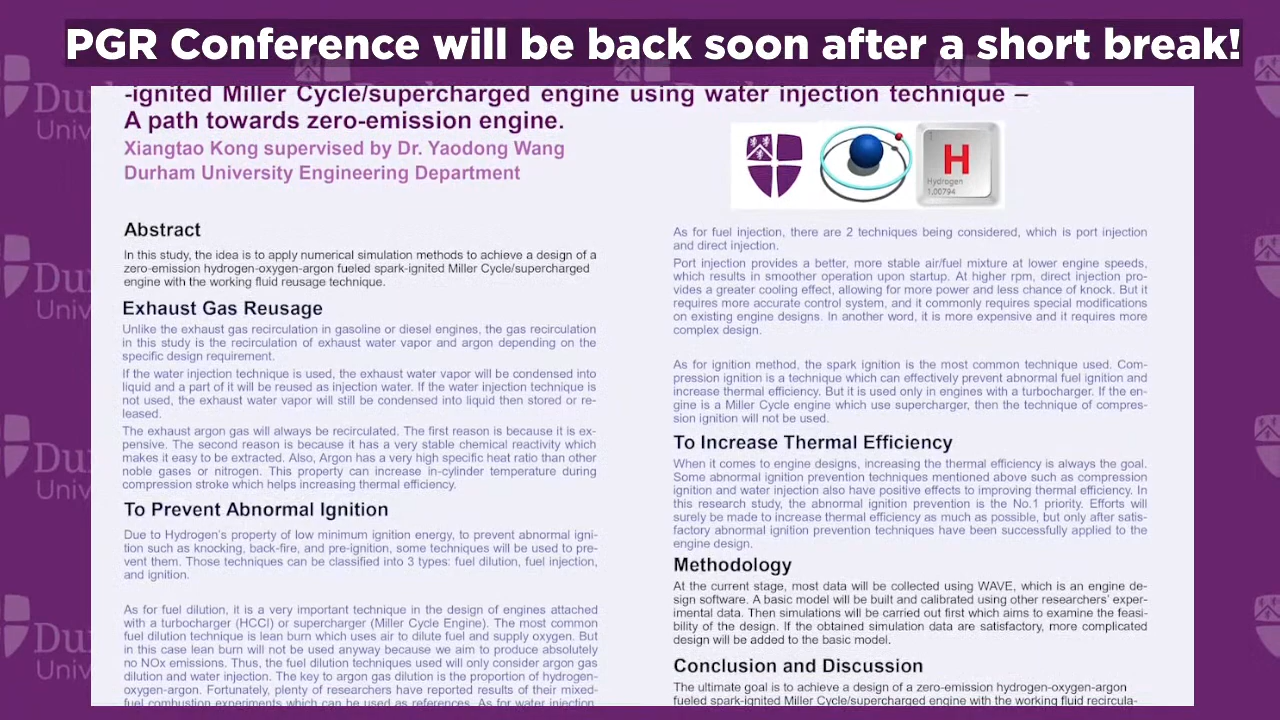 PGR Conference will be back soon after a short break!
-ignited Miller Cycle/supercharged engine using water injection technique –
A path towards zero-emission engine.
Xiangtao Kong supervised by Dr. Yaodong Wang
Durham University Engineering Department
H
Hydrogen
1.00794
Abstract
In this study, the idea is to apply numerical simulation methods to achieve a design of a
zero-emission hydrogen-oxygen-argon fueled spark-ignited Miller Cycle/supercharged
engine with the working fluid reusage technique.
Exhaust Gas Reusage
Unlike the exhaust gas recirculation in gasoline or diesel engines, the gas recirculation
in this study is the recirculation of exhaust water vapor and argon depending on the
specific design requirement.
If the water injection technique is used, the exhaust water vapor will be condensed into
liquid and a part of it will be reused as injection water. If the water injection technique is
not used, the exhaust water vapor will still be condensed into liquid then stored or re-
leased.
The exhaust argon gas will always be recirculated. The first reason is because it is ex-
pensive. The second reason is because it has a very stable chemical reactivity which
makes it easy to be extracted. Also, Argon has a very high specific heat ratio than other
noble gases or nitrogen. This property can increase in-cylinder temperature during
compression stroke which helps increasing thermal efficiency.
To Prevent Abnormal Ignition
Due to Hydrogen's property of low minimum ignition energy, to prevent abnormal igni-
tion such as knocking, back-fire, and pre-ignition, some techniques will be used to pre-
vent them. Those techniques can be classified into 3 types: fuel dilution, fuel injection,
and ignition.
As for fuel dilution, it is a very important technique in the design of engines attached
with a turbocharger (HCCI) or supercharger (Miller Cycle Engine). The most common
fuel dilution technique is lean burn which uses air to dilute fuel and supply oxygen. But
in this case lean burn will not be used anyway because we aim to produce absolutely
no NOx emissions. Thus, the fuel dilution techniques used will only consider argon gas
dilution and water injection. The key to argon gas dilution is the proportion of hydrogen-
oxygen-argon. Fortunately, plenty of researchers have reported results of their mixed-
fuel combustion experiments which can be used as references. As for water injection,
As for fuel injection, there are 2 techniques being considered, which is port injection
and direct injection.
Port injection provides a better, more stable air/fuel mixture at lower engine speeds,
which results in smoother operation upon startup. At higher rpm, direct injection pro-
vides a greater cooling effect, allowing for more power and less chance of knock. But it
requires more accurate control system, and it commonly requires special modifications
on existing engine designs. In another word, it is more expensive and it requires more
complex design.
As for ignition method, the spark ignition is the most common technique used. Com-
pression ignition is a technique which can effectively prevent abnormal fuel ignition and
increase thermal efficiency. But it is used only in engines with a turbocharger. If the en-
gine is a Miller Cycle engine which use supercharger, then the technique of compres-
sion ignition will not be used.
To Increase Thermal Efficiency
When it comes to engine designs, increasing the thermal efficiency is always the goal.
Some abnormal ignition prevention techniques mentioned above such as compression
ignition and water injection also have positive effects to improving thermal efficiency. In
this research study, the abnormal ignition prevention is the No.1 priority. Efforts will
surely be made to increase thermal efficiency as much as possible, but only after satis-
factory abnormal ignition prevention techniques have been successfully applied to the
engine design.
Methodology
At the current stage, most data will be collected using WAVE, which is an engine de-
sign software. A basic model will be built and calibrated using other researchers' exper-
imental data. Then simulations will be carried out first which aims to examine the feasi-
bility of the design. If the obtained simulation data are satisfactory, more complicated
design will be added to the basic model.
Conclusion and Discussion
The ultimate goal is to achieve a design of a zero-emission hydrogen-oxygen-argon
fueled spark-ignited Miller Cycle/supercharged engine with the working fluid recircula-